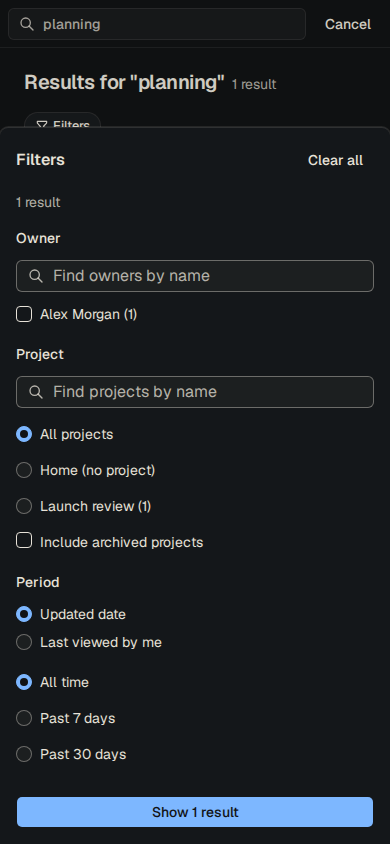 planning
Cancel
Results for "planning" 1 result
Filters
Filters
Clear all
1 result
Owner
Find owners by name
Alex Morgan (1)
Project
Find projects by name
All projects
Home (no project)
Launch review (1)
Include archived projects
Period
Updated date
Last viewed by me
All time
Past 7 days
Past 30 days
Show 1 result